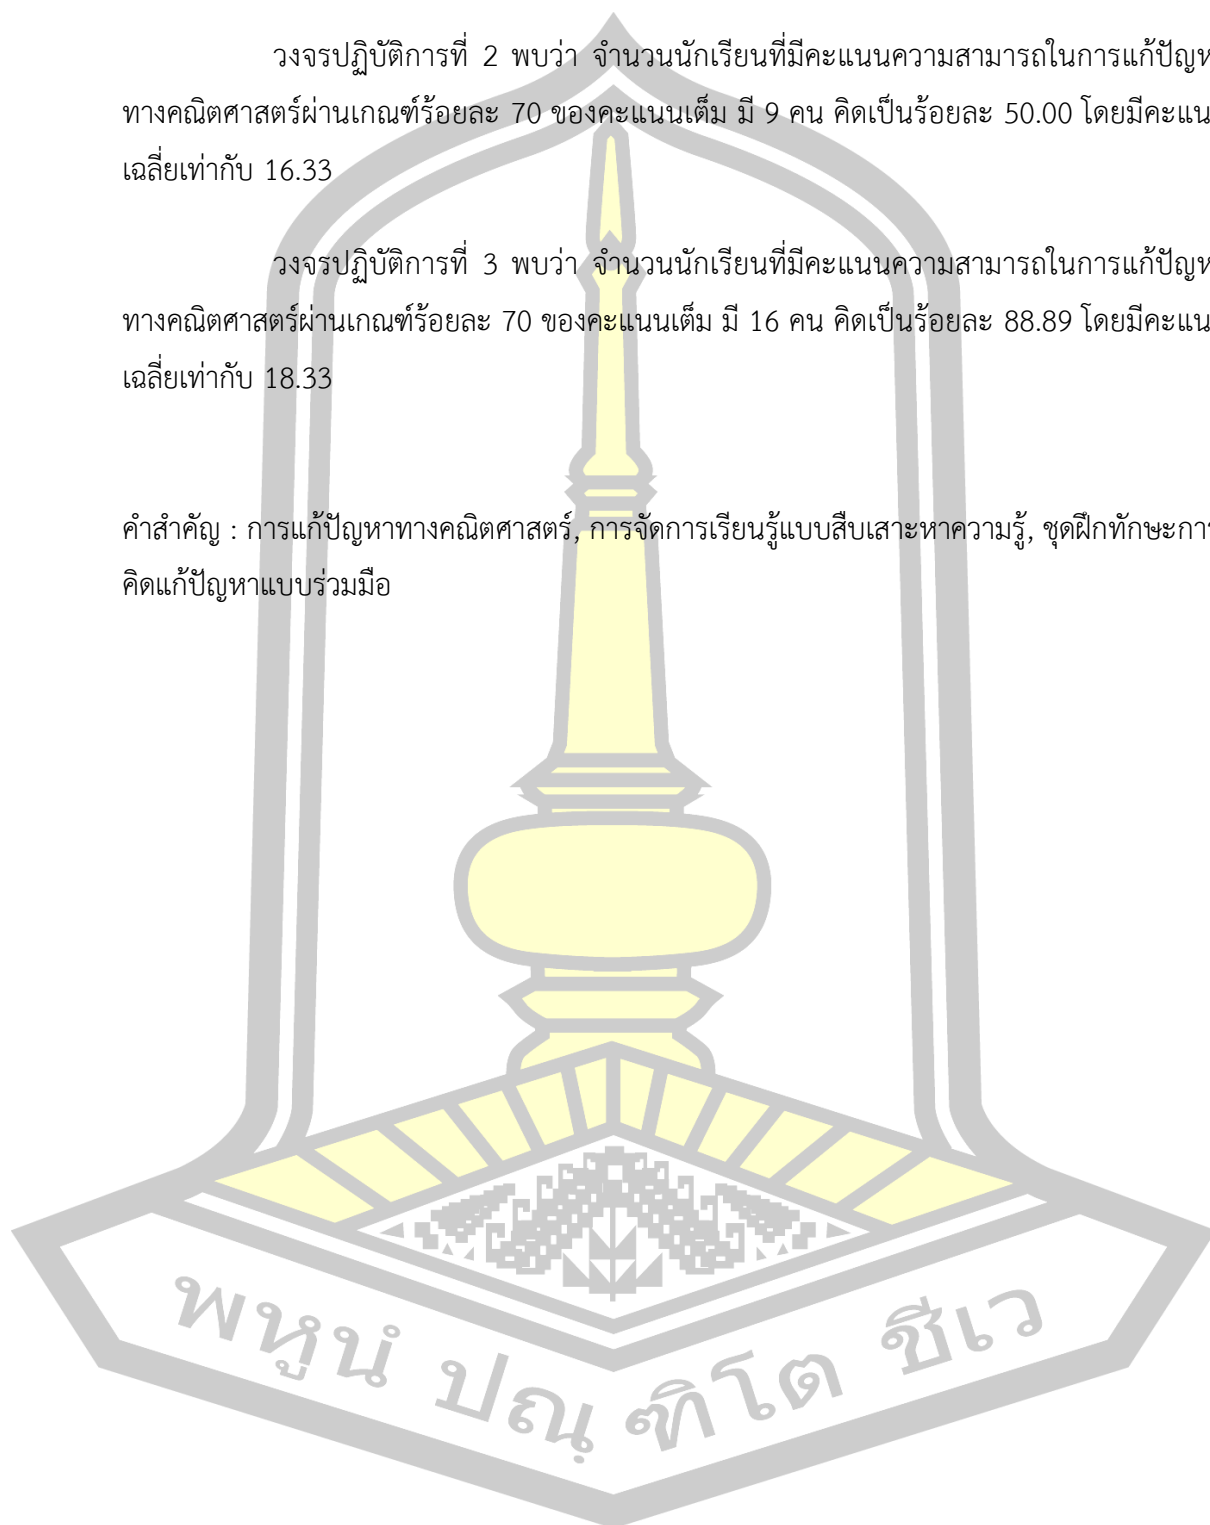 วงจรปฏิบัติการที่ 2 พบว่า จำนวนนักเรียนที่มีคะแนนความสามารถในการแก้ปัญห
ทางคณิตศาสตร์ผ่านเกณฑ์ร้อยละ 70 ของคะแนนเต็ม มี 9 คน คิดเป็นร้อยละ 50.00 โดยมีคะแน
เฉลี่ยเท่ากับ 16.33
วงจรปฏิบัติการที่ 3 พบว่า จำนวนนักเรียนที่มีคะแนนความสามารถในการแก้ปัญห
ทางคณิตศาสตร์ผ่านเกณฑ์ร้อยละ 70 ของคะแนนเต็ม มี 16 คน คิดเป็นร้อยละ 88.89 โดยมีคะแน
เฉลี่ยเท่ากับ 18.33
คำสำคัญ : การแก้ปัญหาทางคณิตศาสตร์, การจัดการเรียนรู้แบบสืบเสาะหาความรู้, ชุดฝึกทักษะการ
คิดแก้ปัญหาแบบร่วมมือ
พหูนํ ปณฺ ฑิโต ชีเว